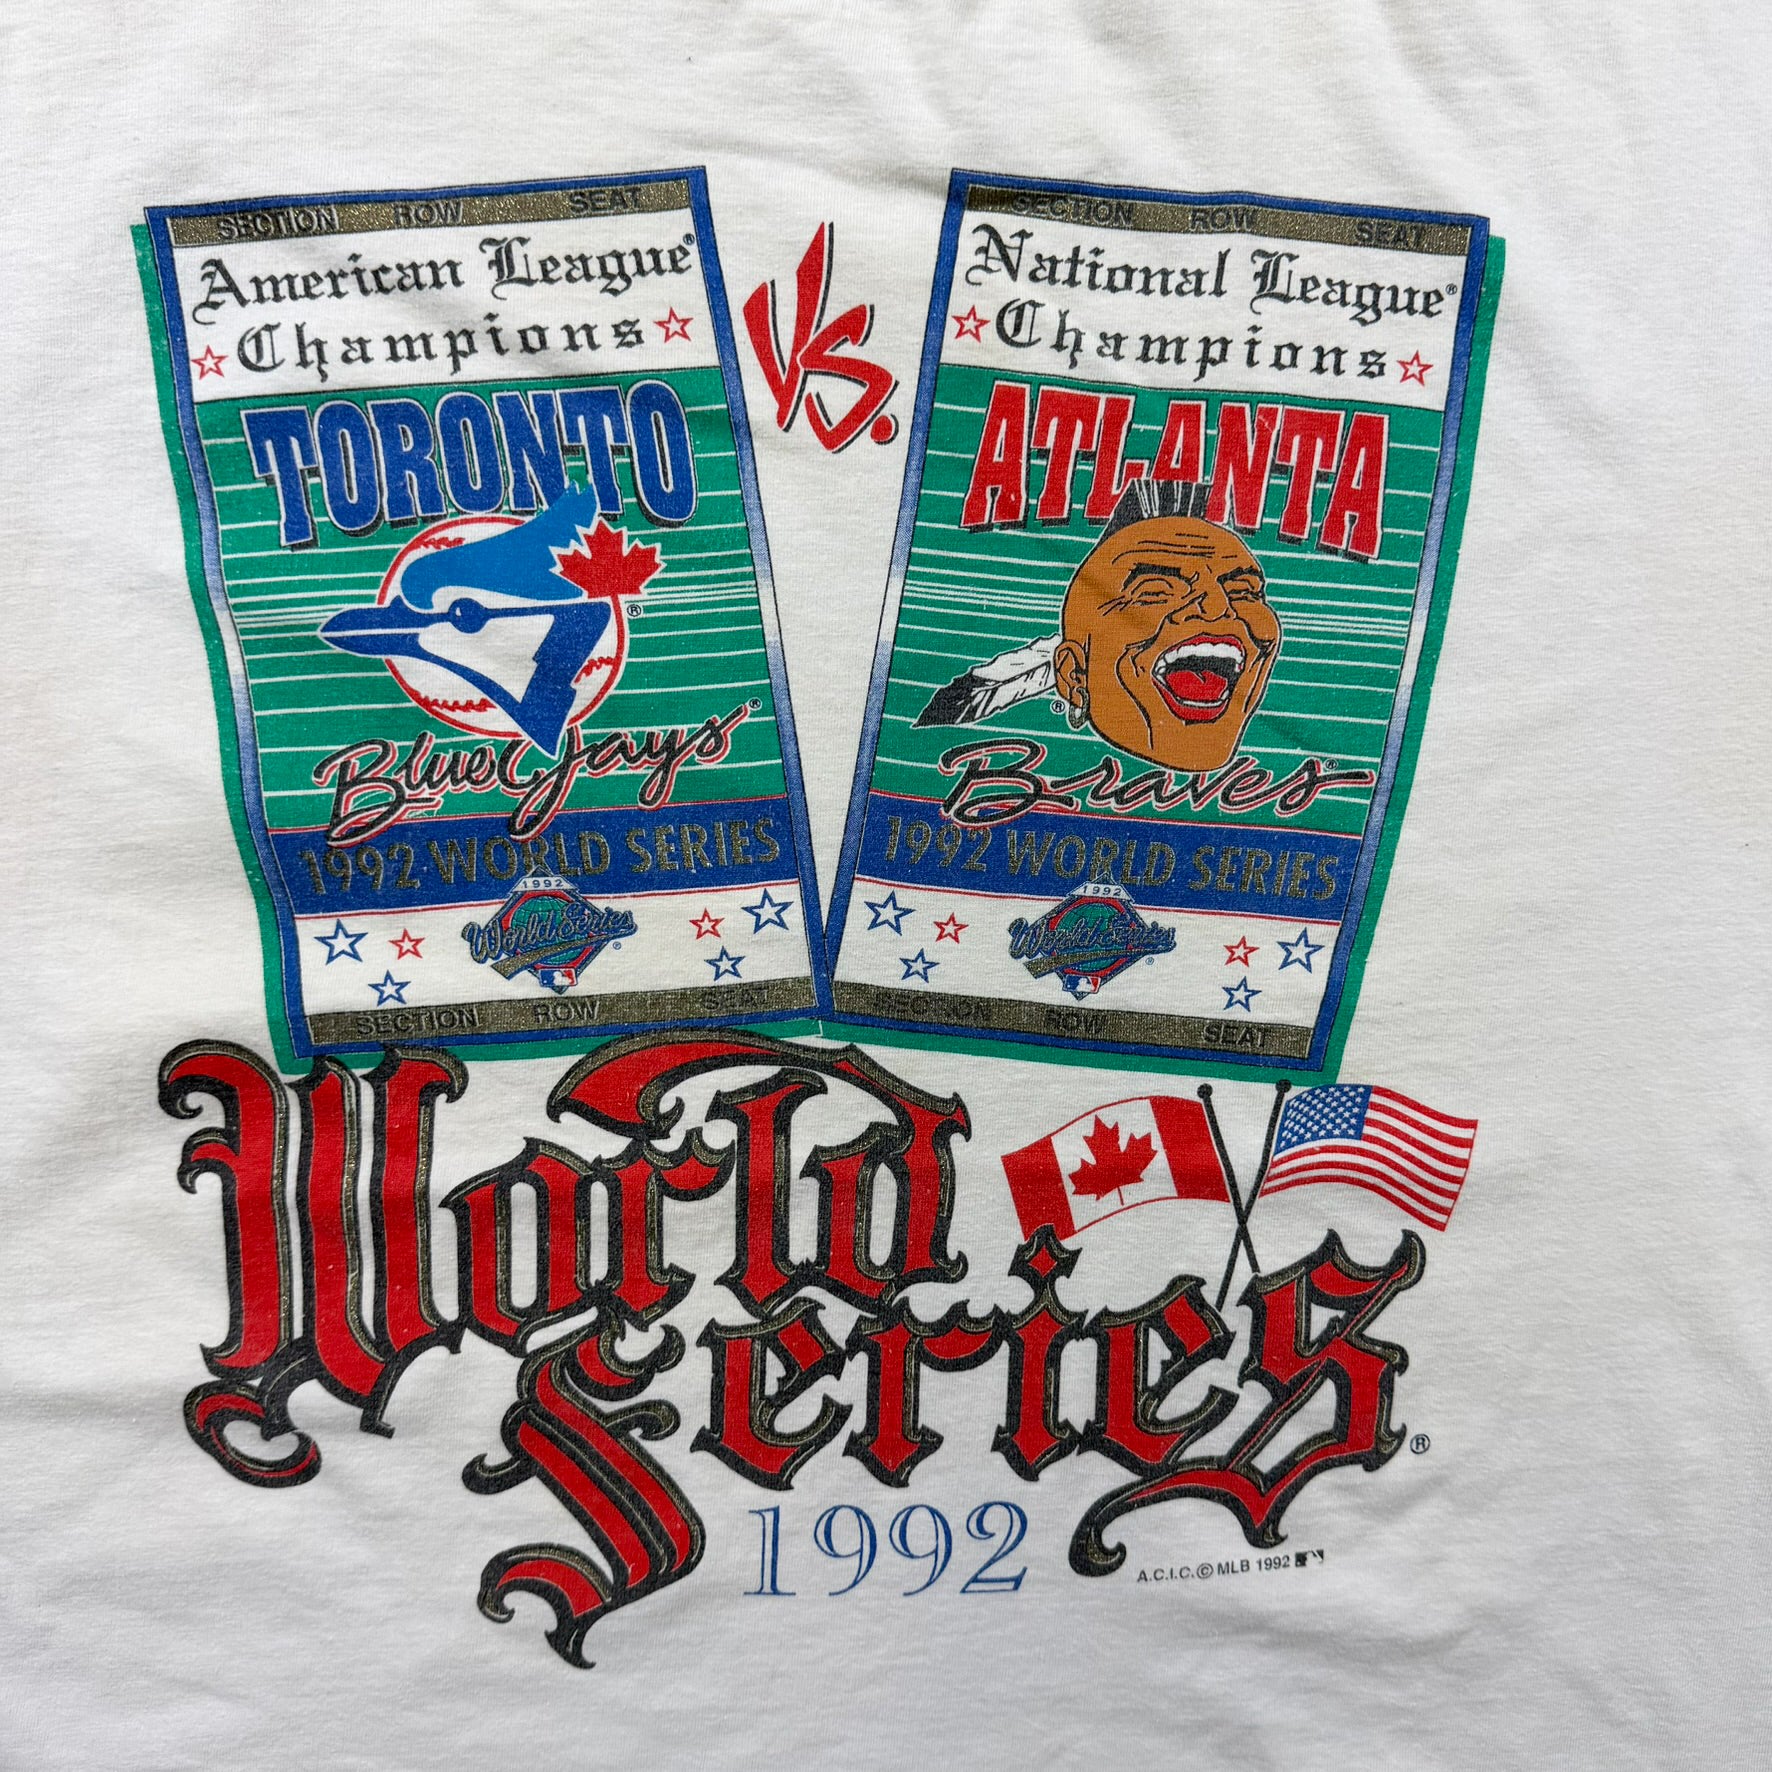 SECTION ROW SEAT
American League®
Champions
TORONTO
®
Blue Jays®
1992 WORLD SERIES
1992
World Series
®
SECTION ROW SEAT
VS.
SECTION ROW SEAT
National League®
Champions
ATLANTA
®
Braves®
1992 WORLD SERIES
1992
World Series
®
SECTION ROW SEAT
World
Series®
1992
A.C.I.C. © MLB 1992